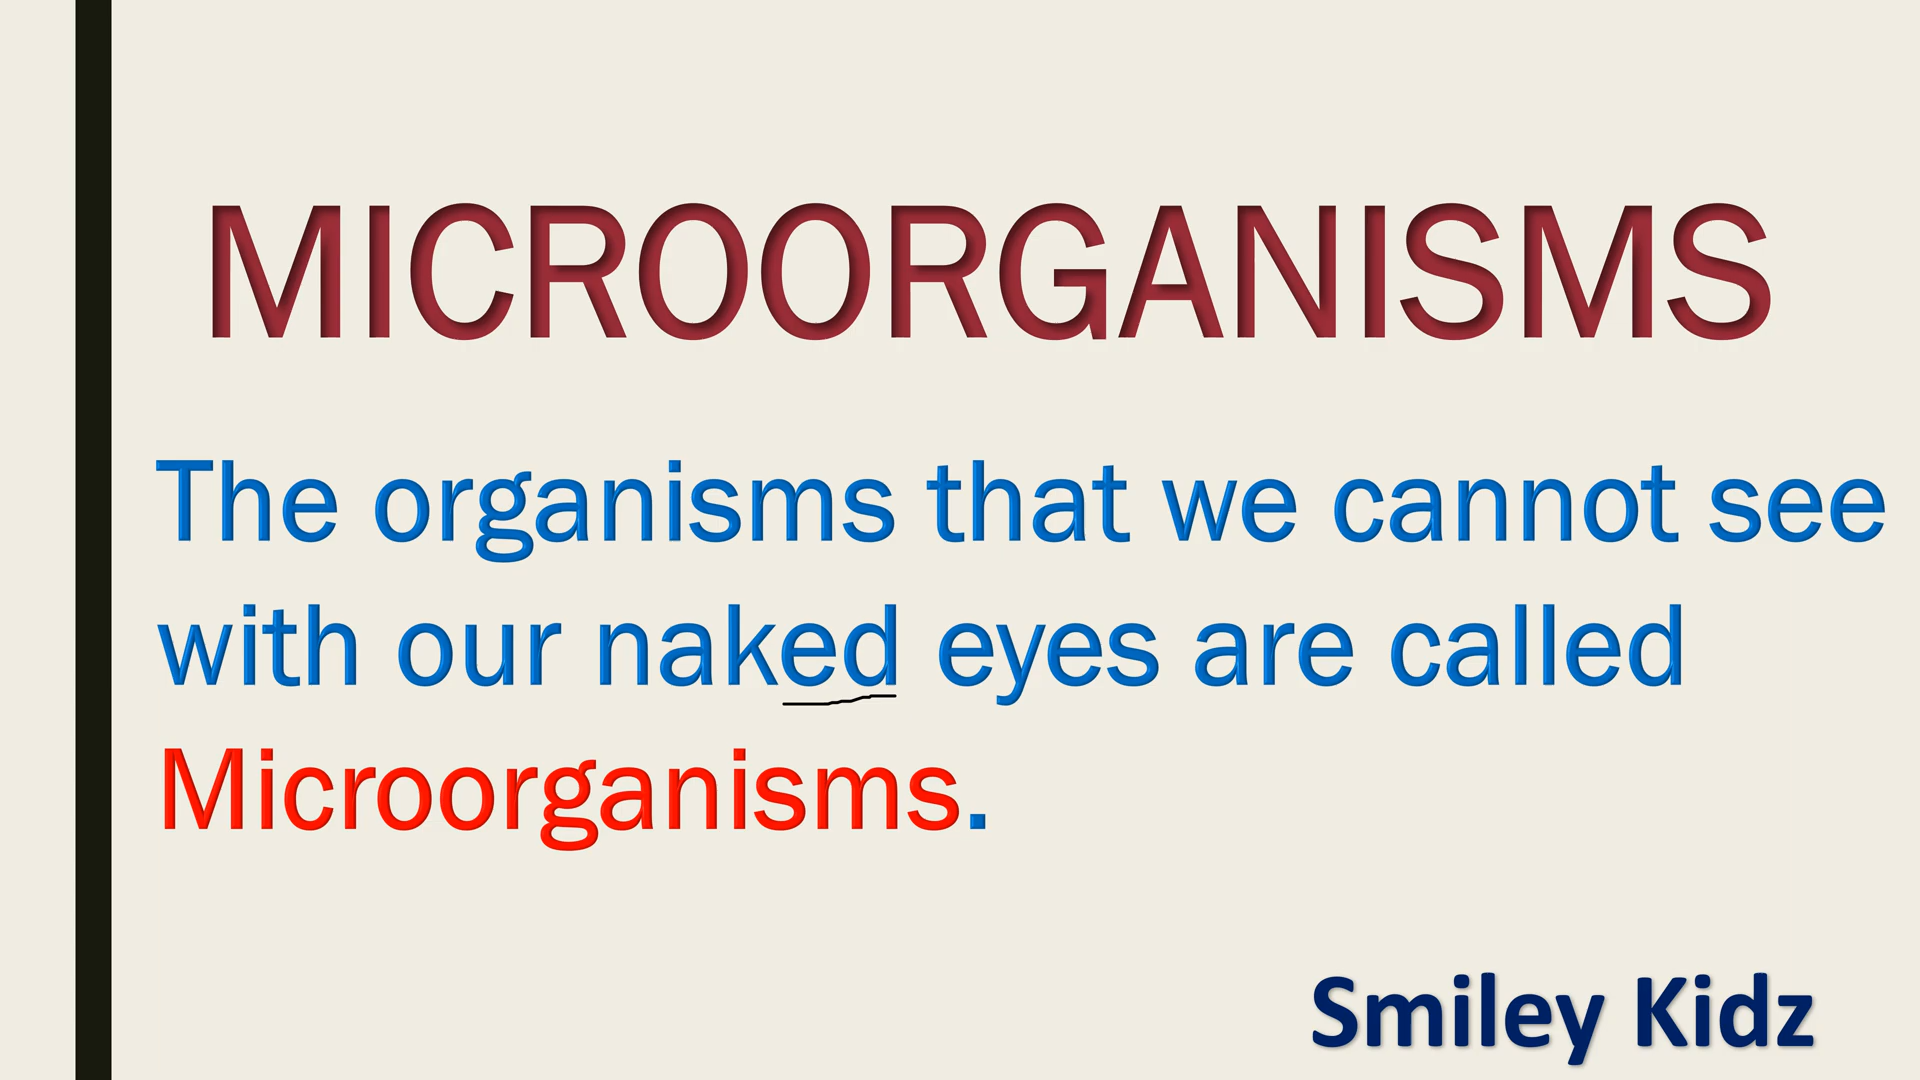 MICROORGANISMS
The organisms that we cannot see
with our naked eyes are called
Microorganisms.
Smiley Kidz